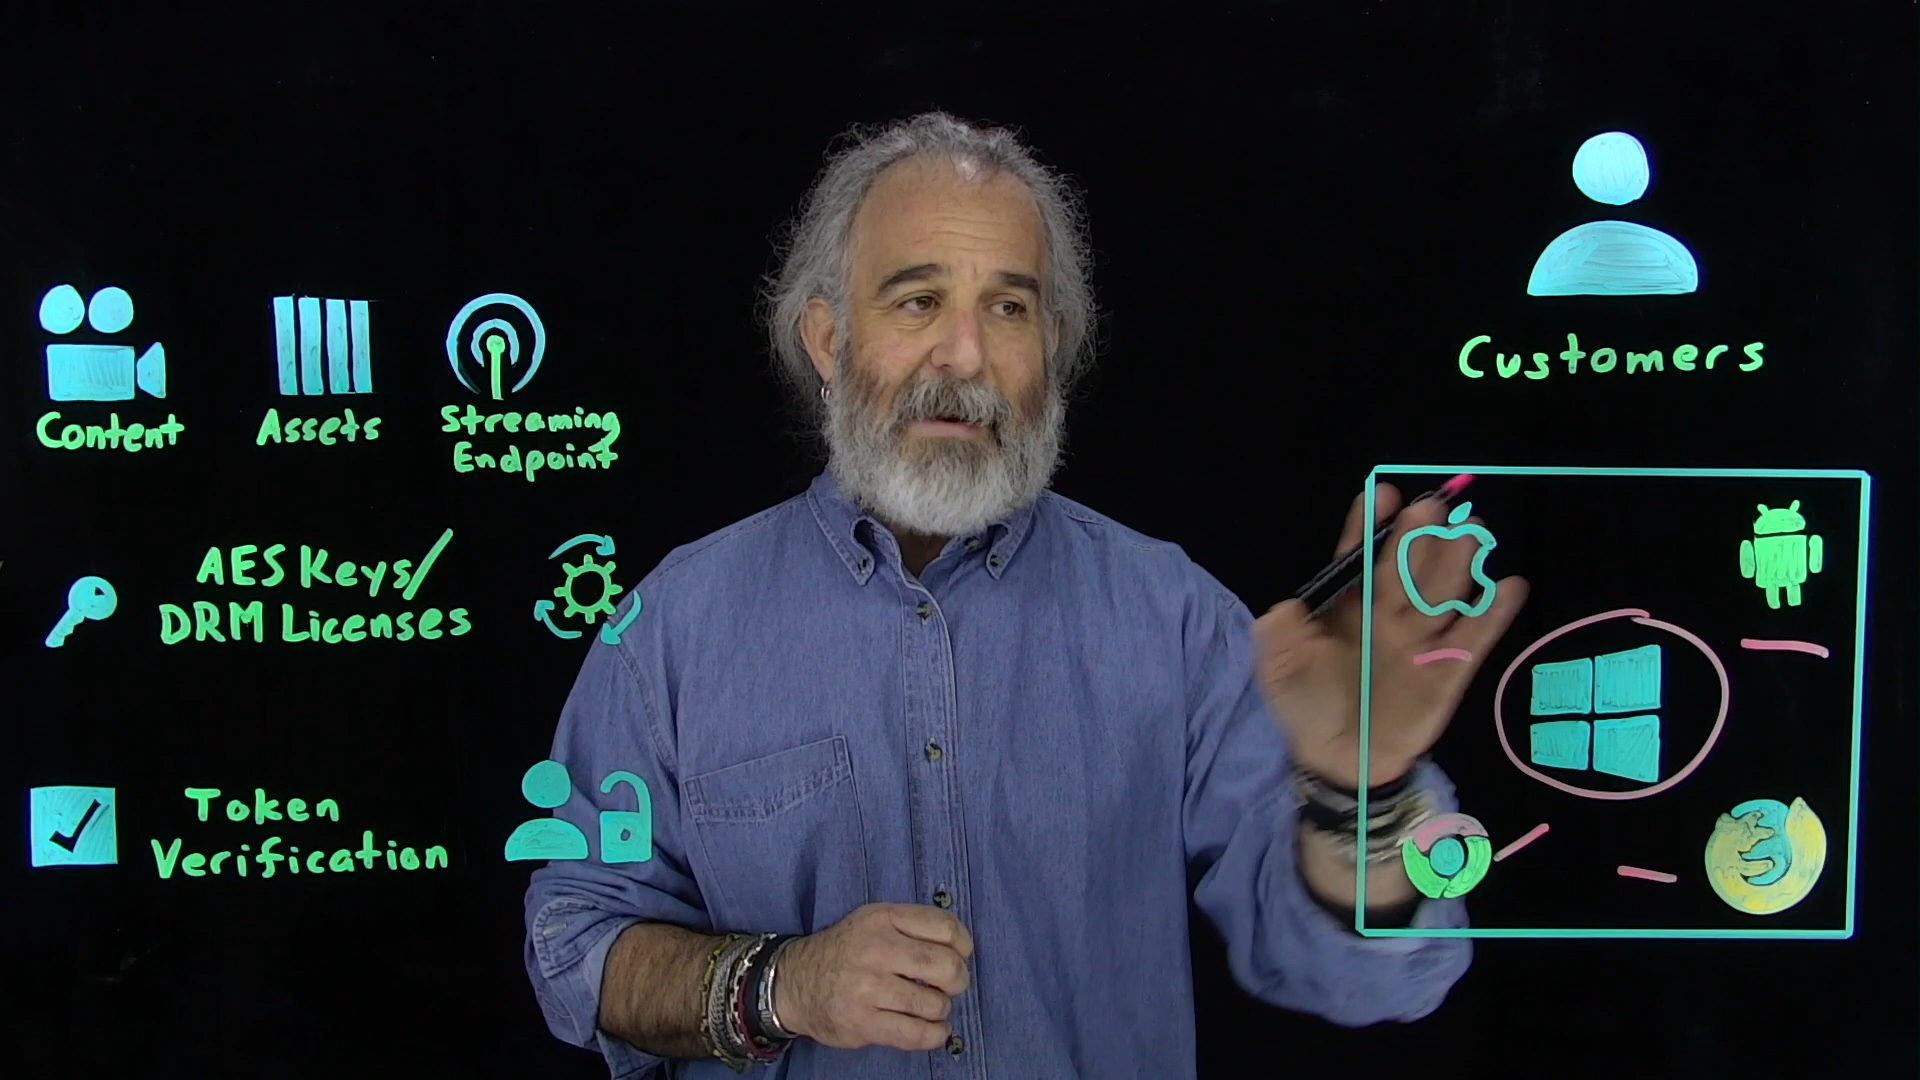 Customers
Content
Assets
Streaming
Endpoint
AES Keys/
DRM Licenses
Token
Verification